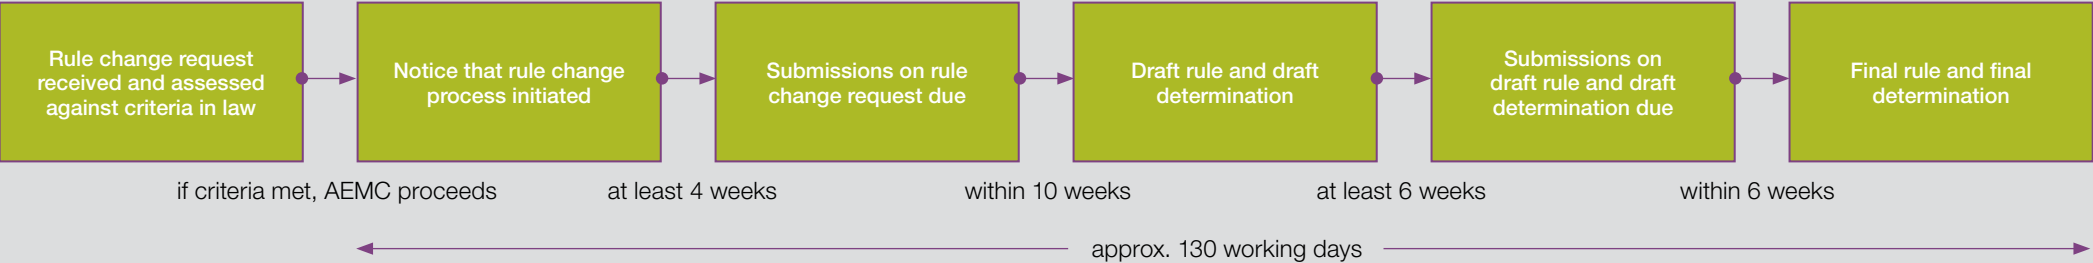 Rule change request
received and assessed
against criteria in law
Notice that rule change
process initiated
Submissions on rule
change request due
Draft rule and draft
determination
Submissions on
draft rule and draft
determination due
Final rule and final
determination
if criteria met, AEMC proceeds
at least 4 weeks
within 10 weeks
at least 6 weeks
within 6 weeks
approx. 130 working days